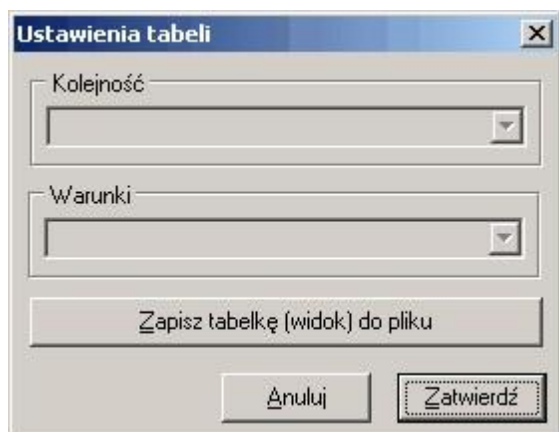 Ustawienia tabeli
Kolejność
Warunki
Zapisz tabelkę (widok) do pliku
Anuluj Zatwierdź